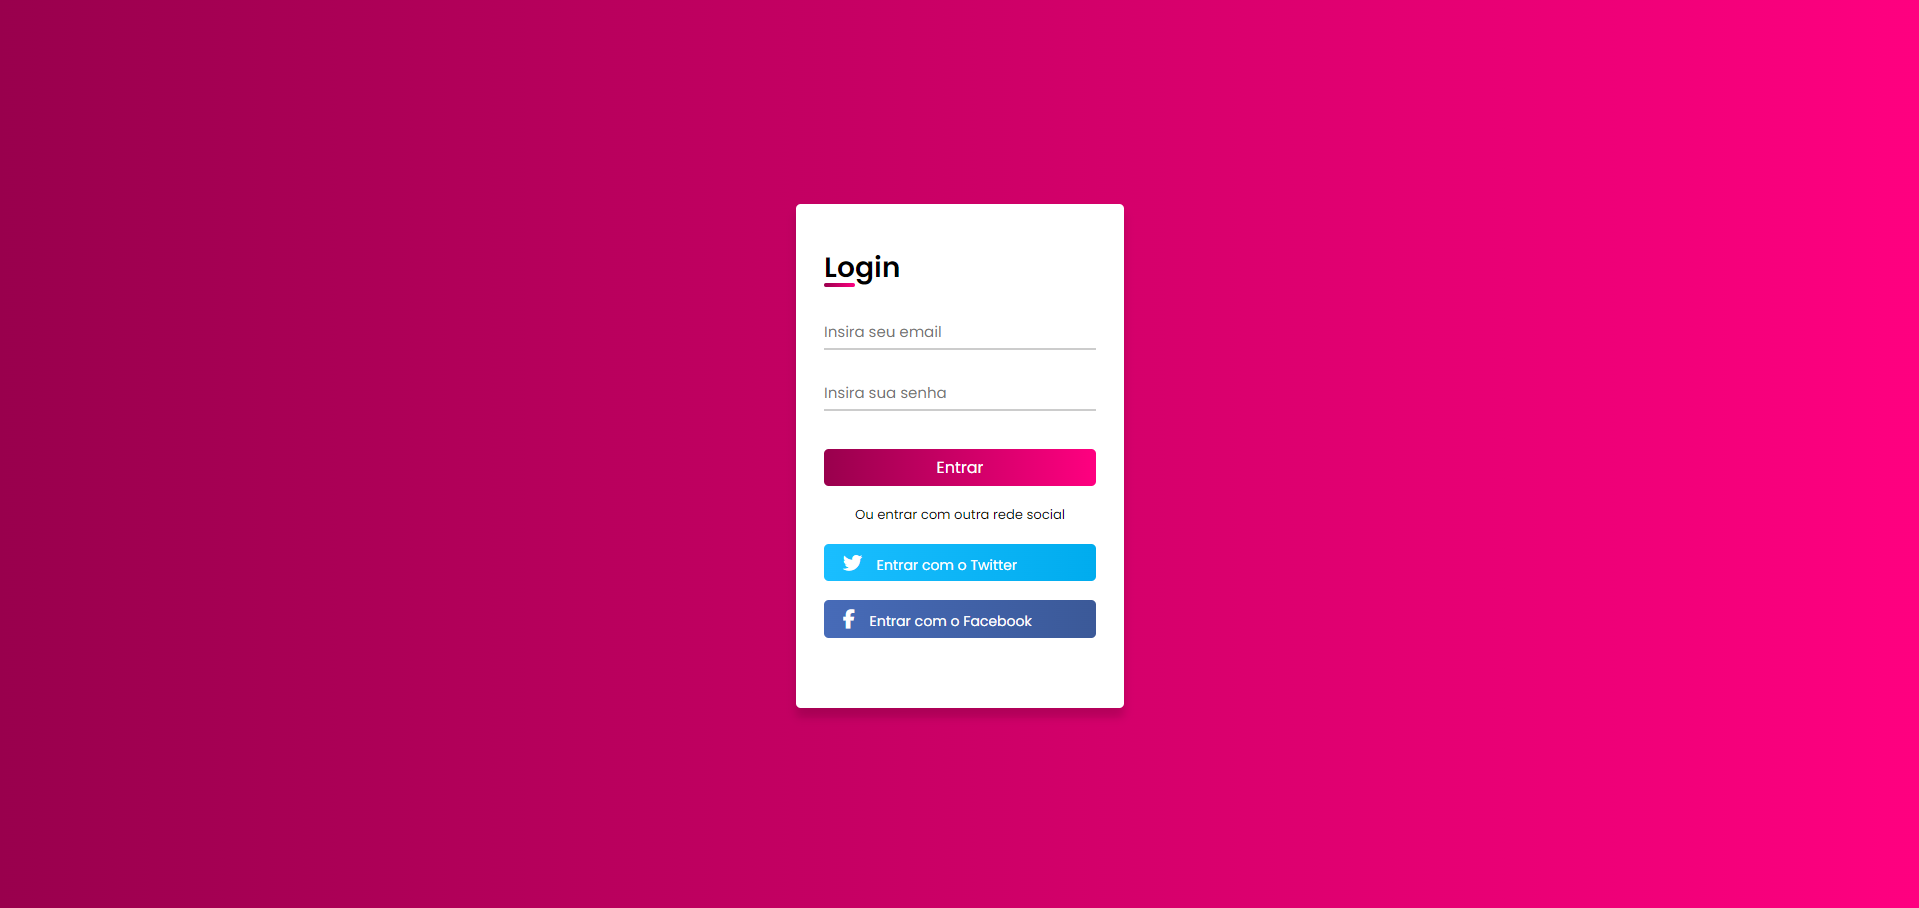 Login
Insira seu email
Insira sua senha
Entrar
Ou entrar com outra rede social
Entrar com o Twitter
Entrar com o Facebook